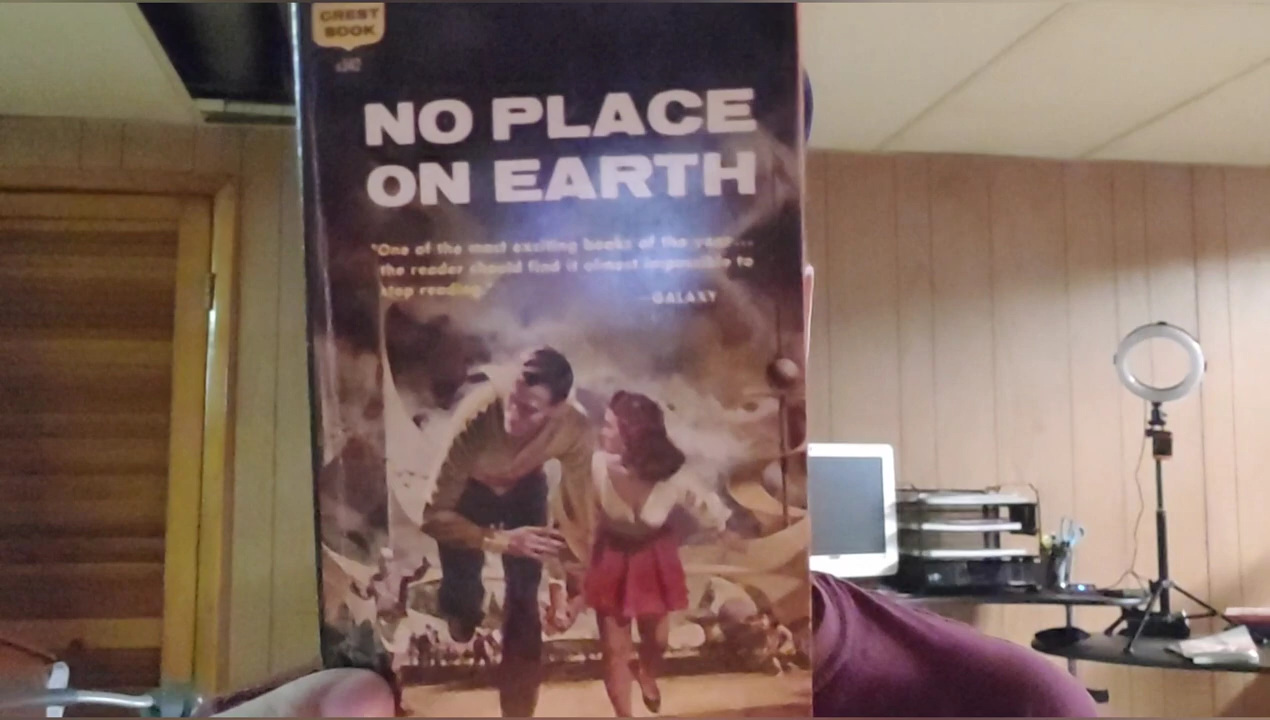 CREST
BOOK
s342
NO PLACE
ON EARTH
"One of the most exciting books of the year...
the reader should find it almost impossible to
stop reading."
—GALAXY